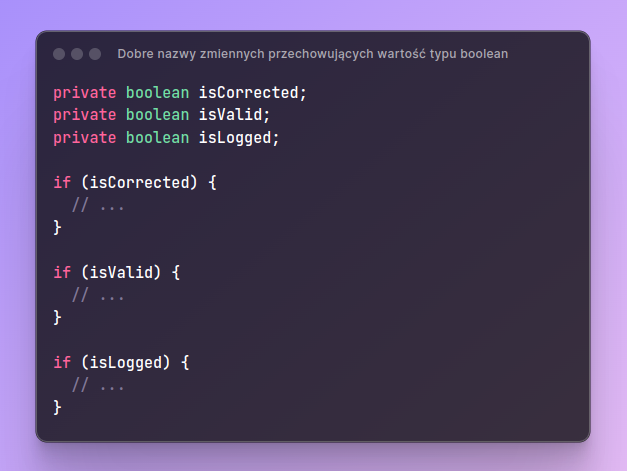 Dobre nazwy zmiennych przechowujących wartość typu boolean
private boolean isCorrected;
private boolean isValid;
private boolean isLogged;
if (isCorrected) {
  // ...
}
if (isValid) {
  // ...
}
if (isLogged) {
  // ...
}